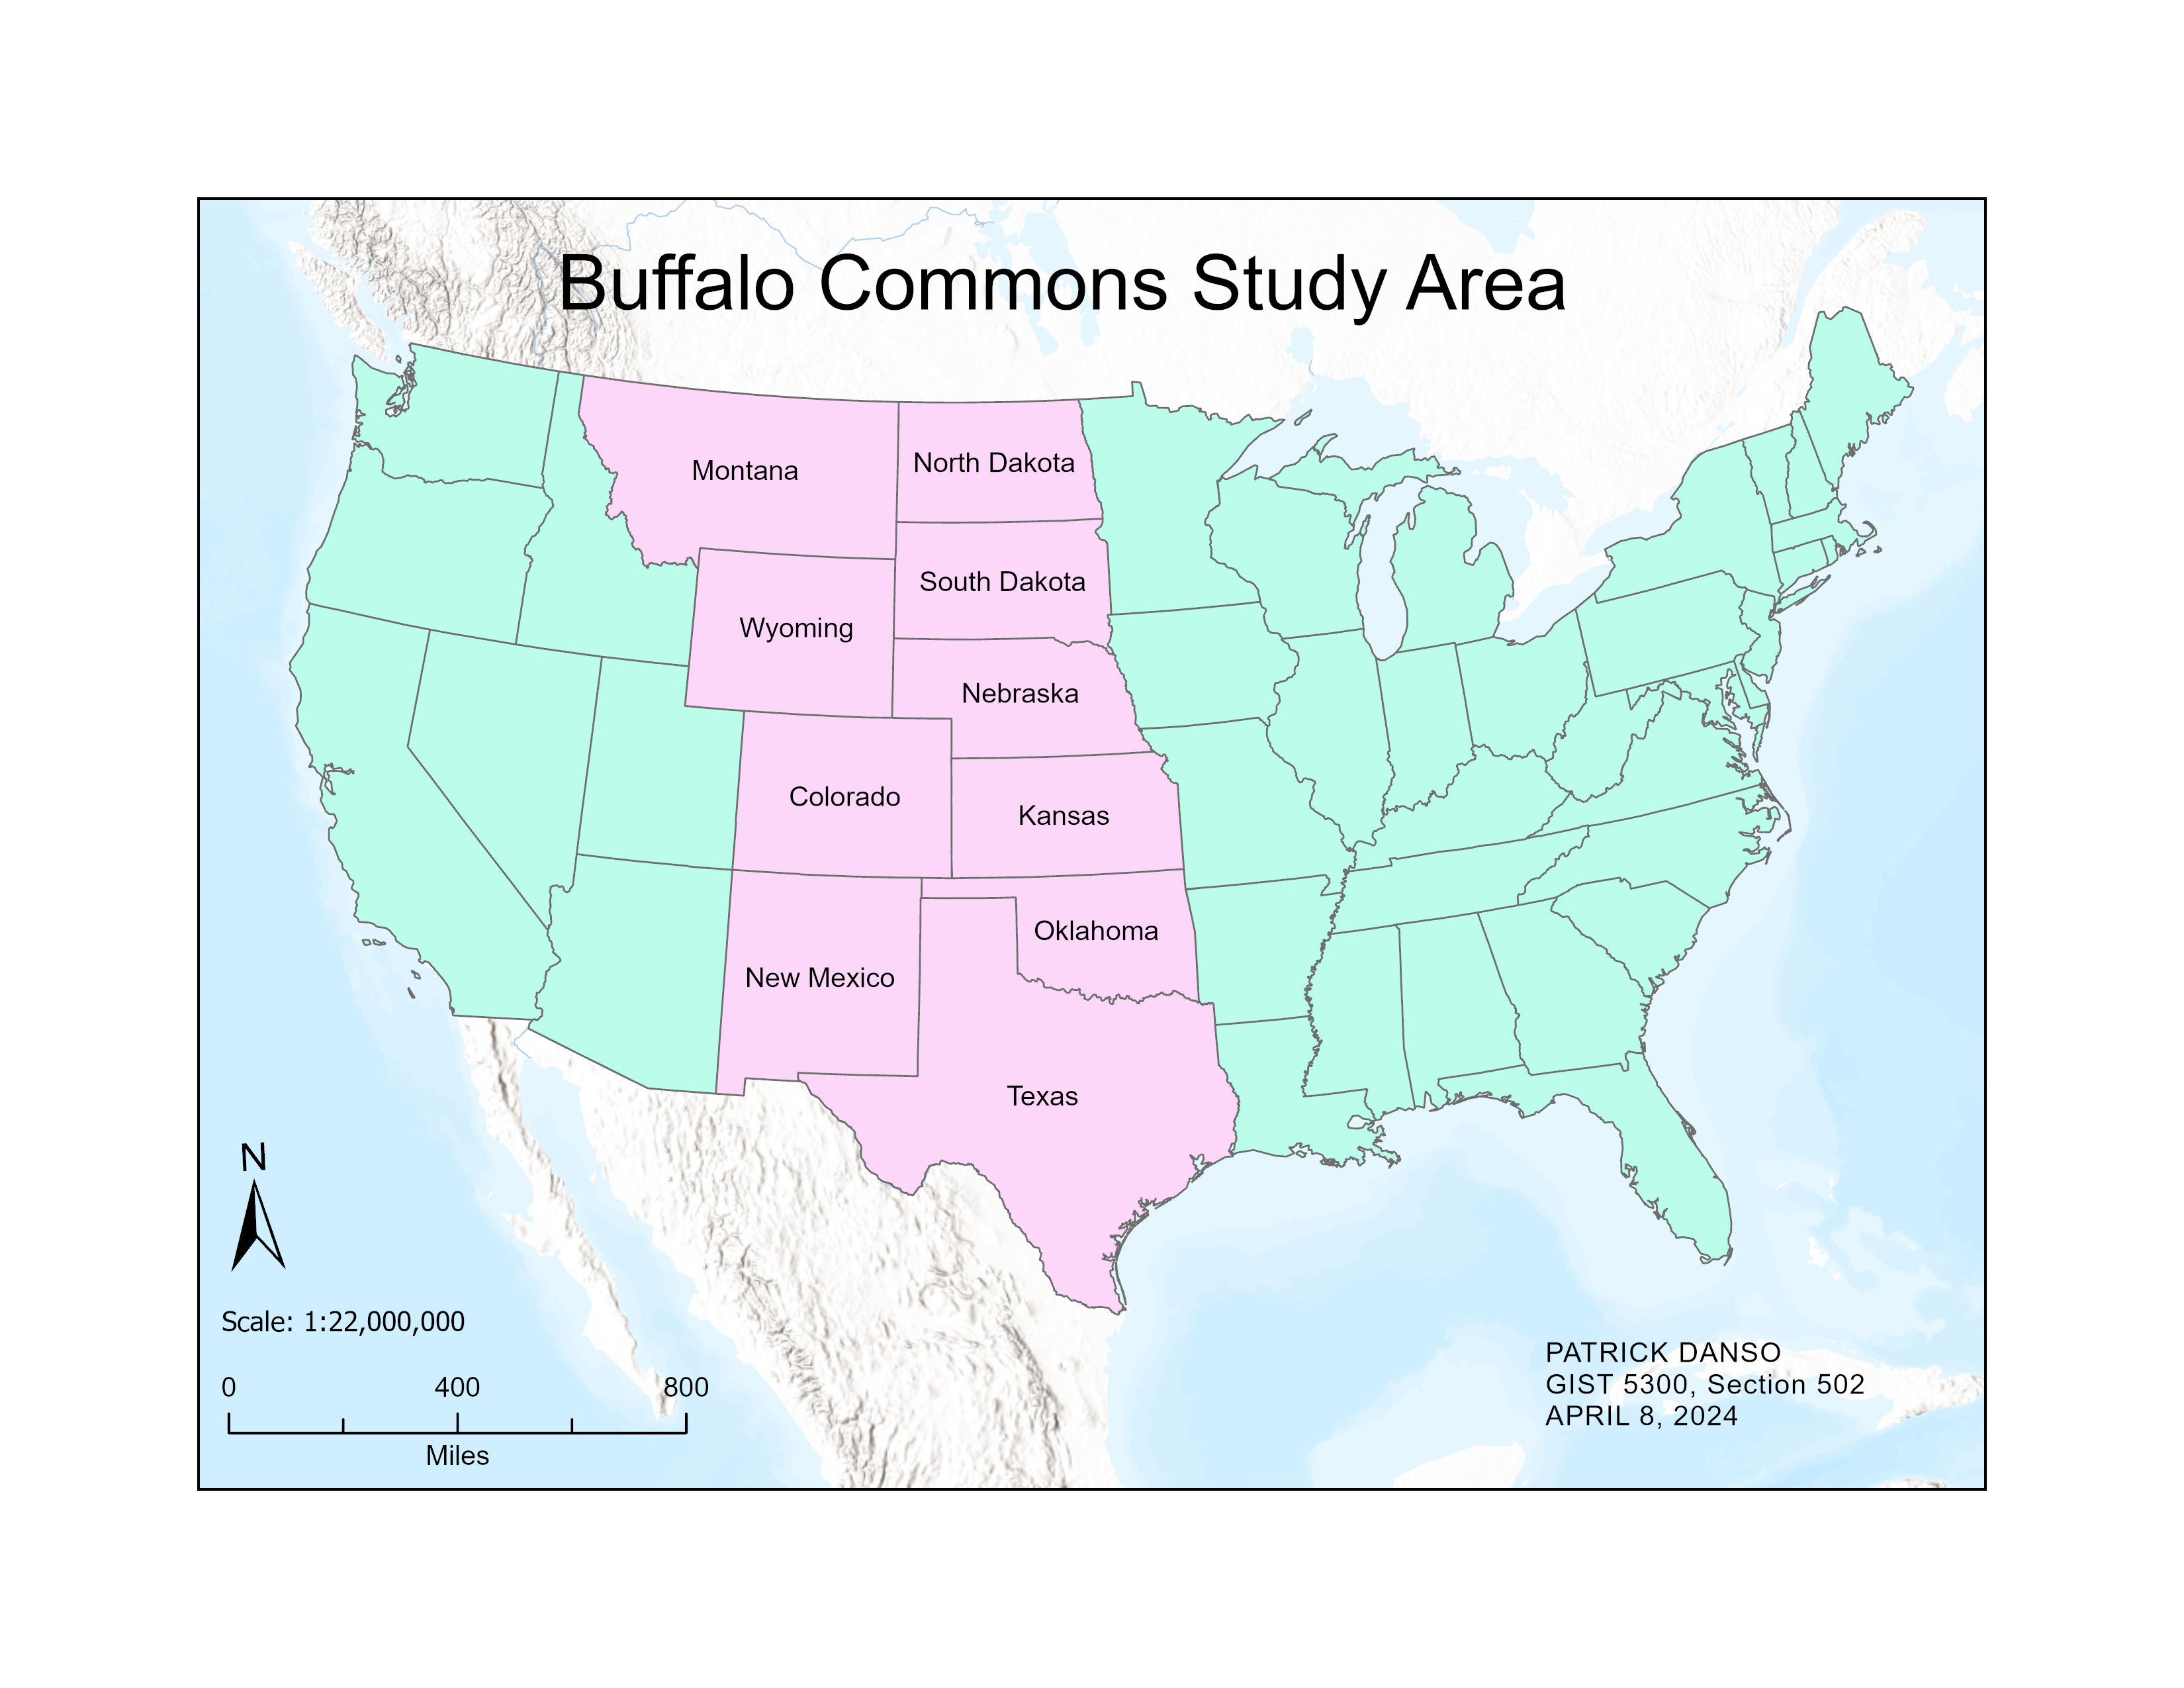 Buffalo Commons Study Area
Montana
North Dakota
South Dakota
Wyoming
Nebraska
Colorado
Kansas
Oklahoma
New Mexico
Texas
N
Scale: 1:22,000,000
0 400 800
Miles
PATRICK DANSO
GIST 5300, Section 502
APRIL 8, 2024